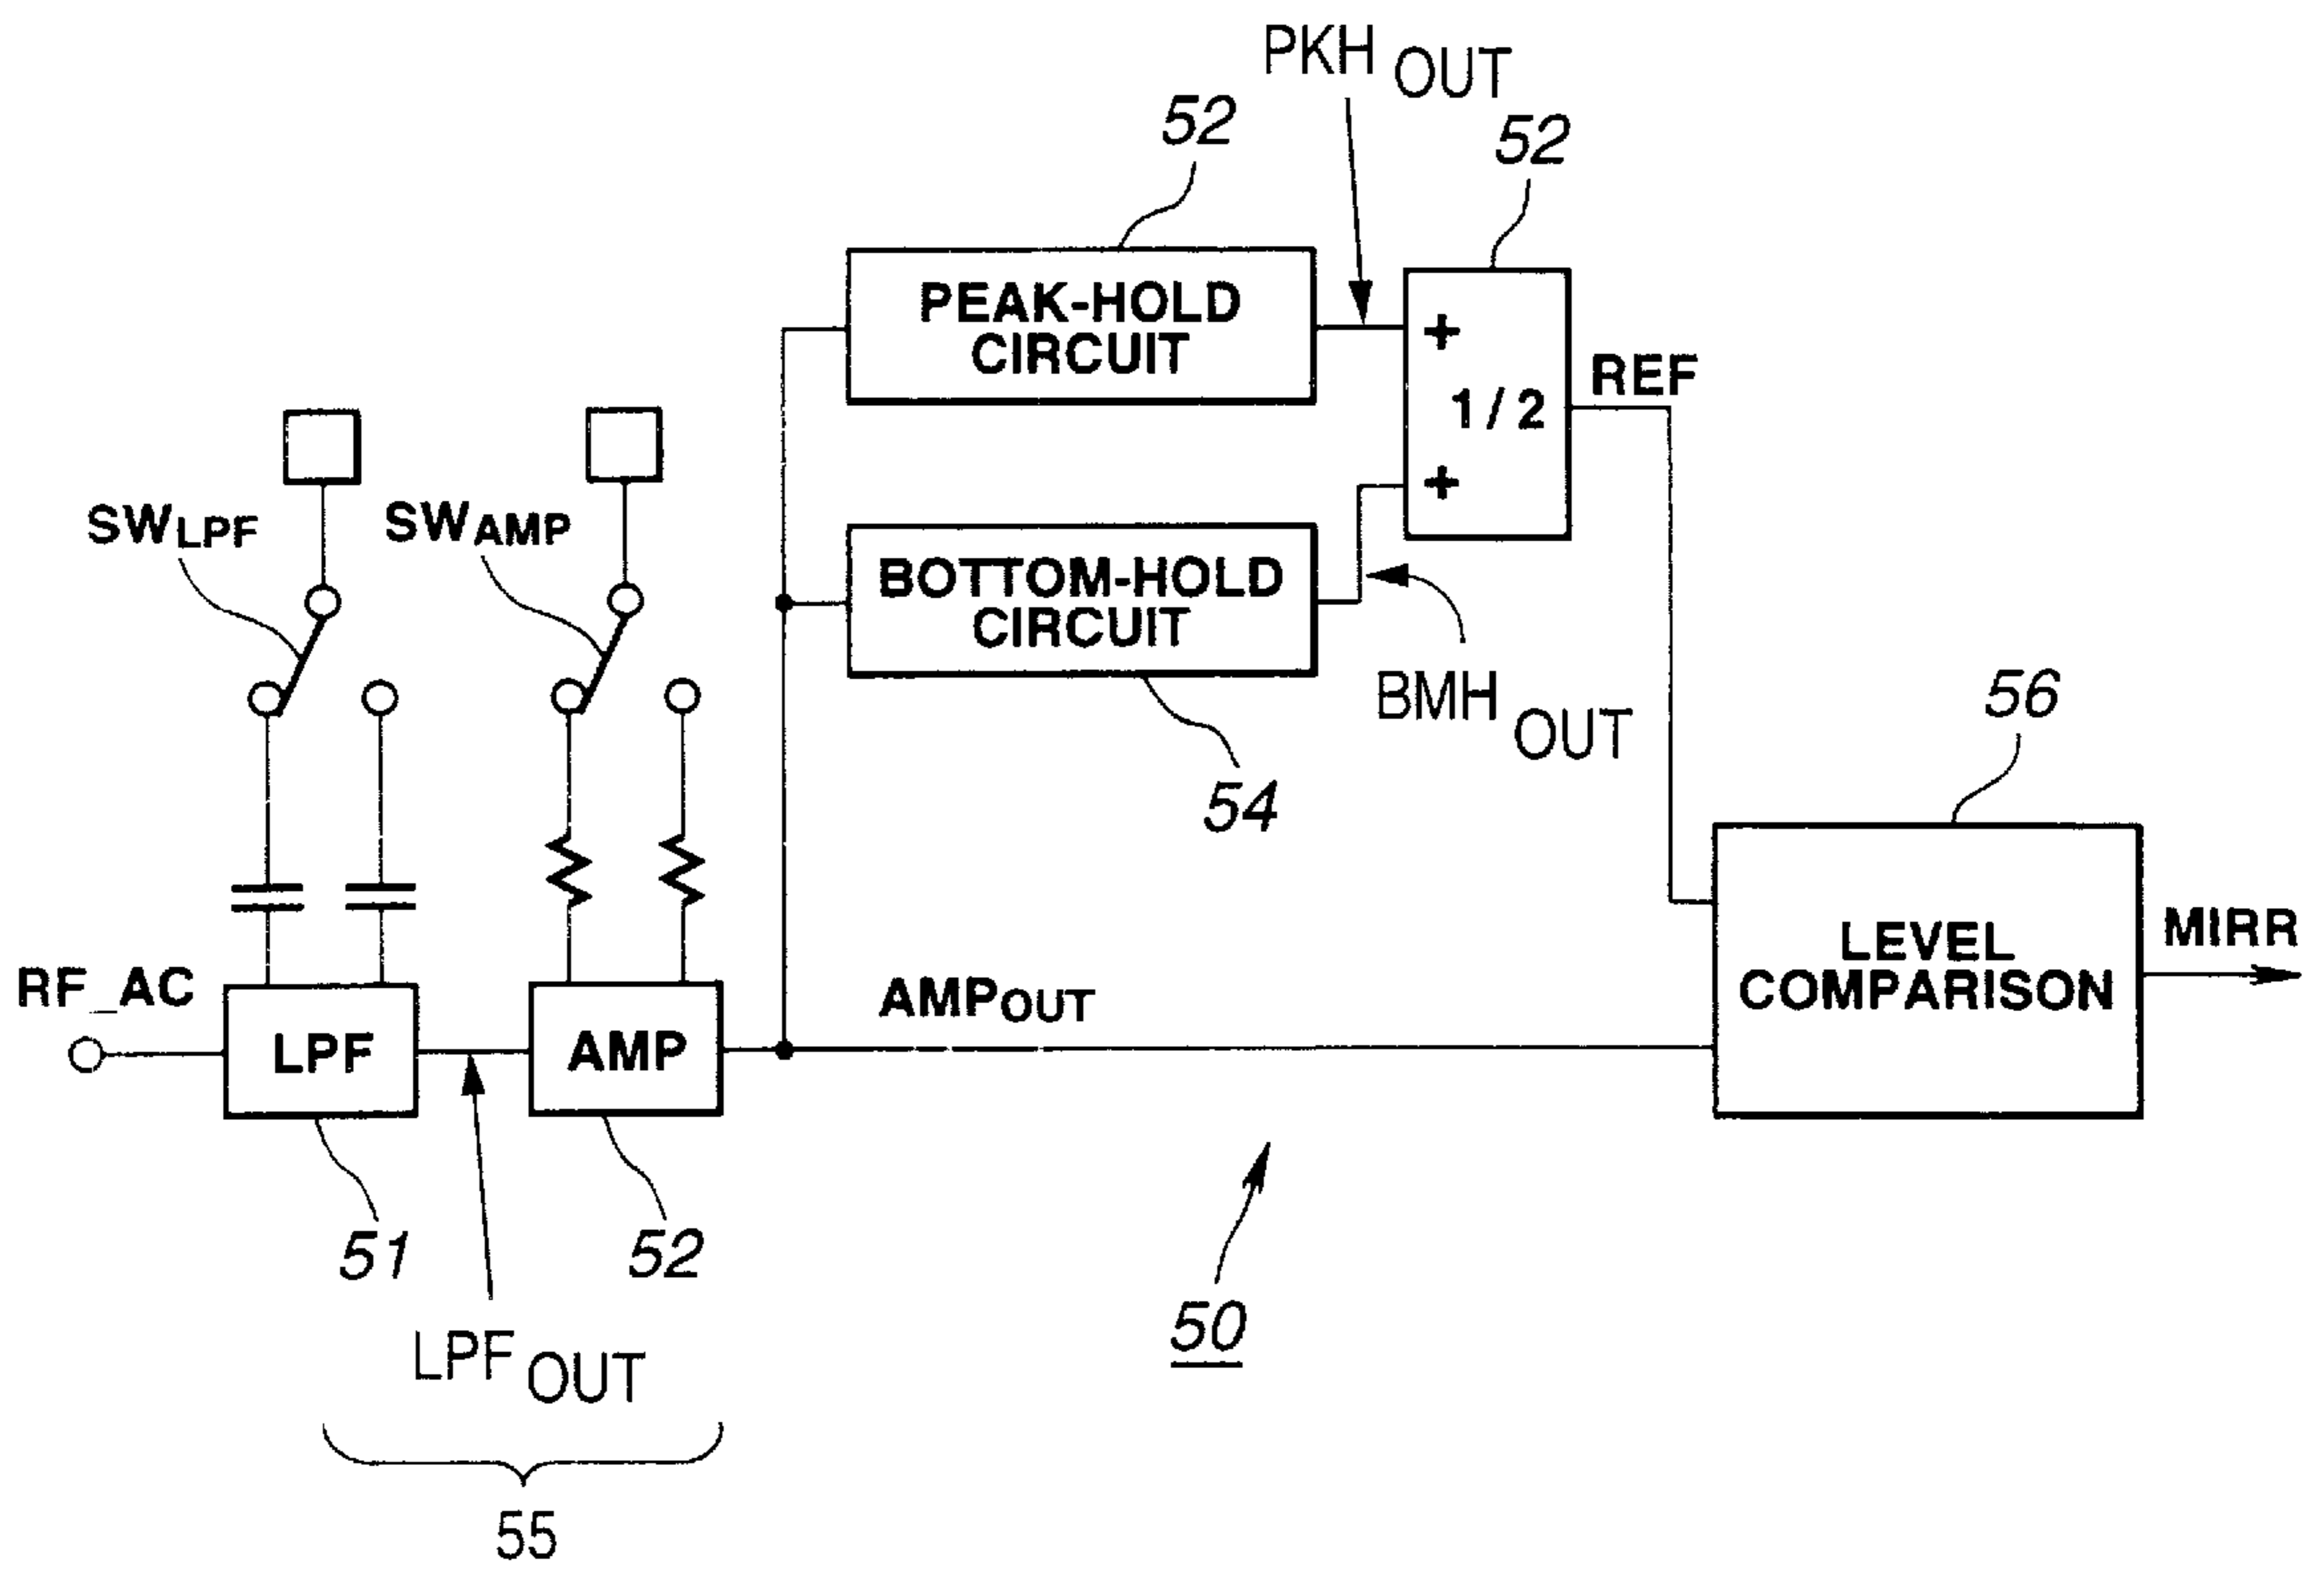 PKH OUT
52
52
PEAK-HOLD
CIRCUIT
+
1/2
+
REF
SWLPF
SWAMP
BOTTOM-HOLD
CIRCUIT
BMH OUT
54
56
RF_AC
LPF
AMP
AMPOUT
LEVEL
COMPARISON
MIRR
51
52
LPF OUT
50
55